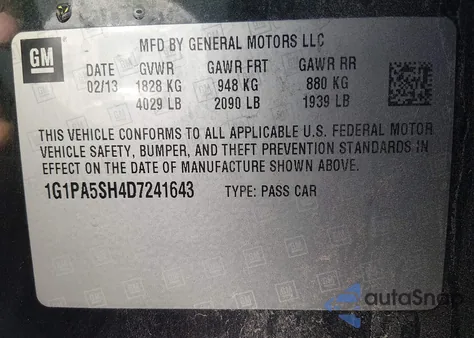 GM
MFD BY GENERAL MOTORS LLC
DATE GVWR GAWR FRT GAWR RR
02/13 1828 KG 948 KG 880 KG
4029 LB 2090 LB 1939 LB
THIS VEHICLE CONFORMS TO ALL APPLICABLE U.S. FEDERAL MOTOR
VEHICLE SAFETY, BUMPER, AND THEFT PREVENTION STANDARDS IN
EFFECT ON THE DATE OF MANUFACTURE SHOWN ABOVE.
1G1PA5SH4D7241643 TYPE: PASS CAR
autoSnap